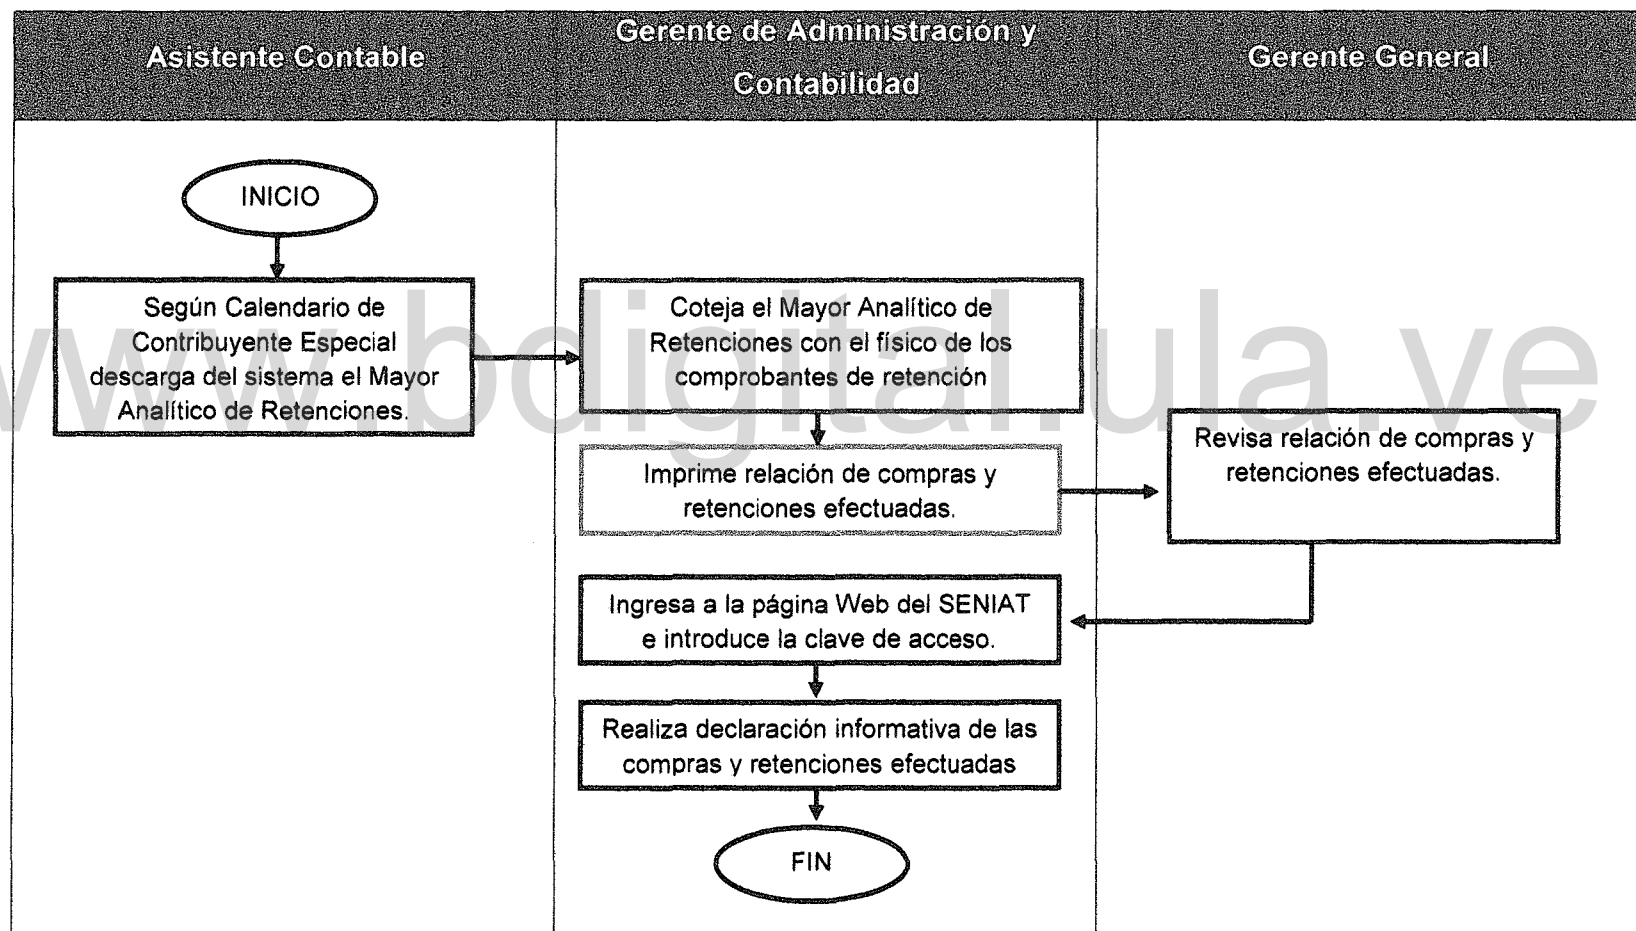 Asistente Contable
Gerente de Administración y
Contabilidad
Gerente General
INICIO
Según Calendario de
Contribuyente Especial
descarga del sistema el Mayor
Analítico de Retenciones.
Coteja el Mayor Analítico de
Retenciones con el físico de los
comprobantes de retención
Imprime relación de compras y
retenciones efectuadas.
Revisa relación de compras y
retenciones efectuadas.
Ingresa a la página Web del SENIAT
e introduce la clave de acceso.
Realiza declaración informativa de las
compras y retenciones efectuadas
FIN
www.bdigital.ula.ve